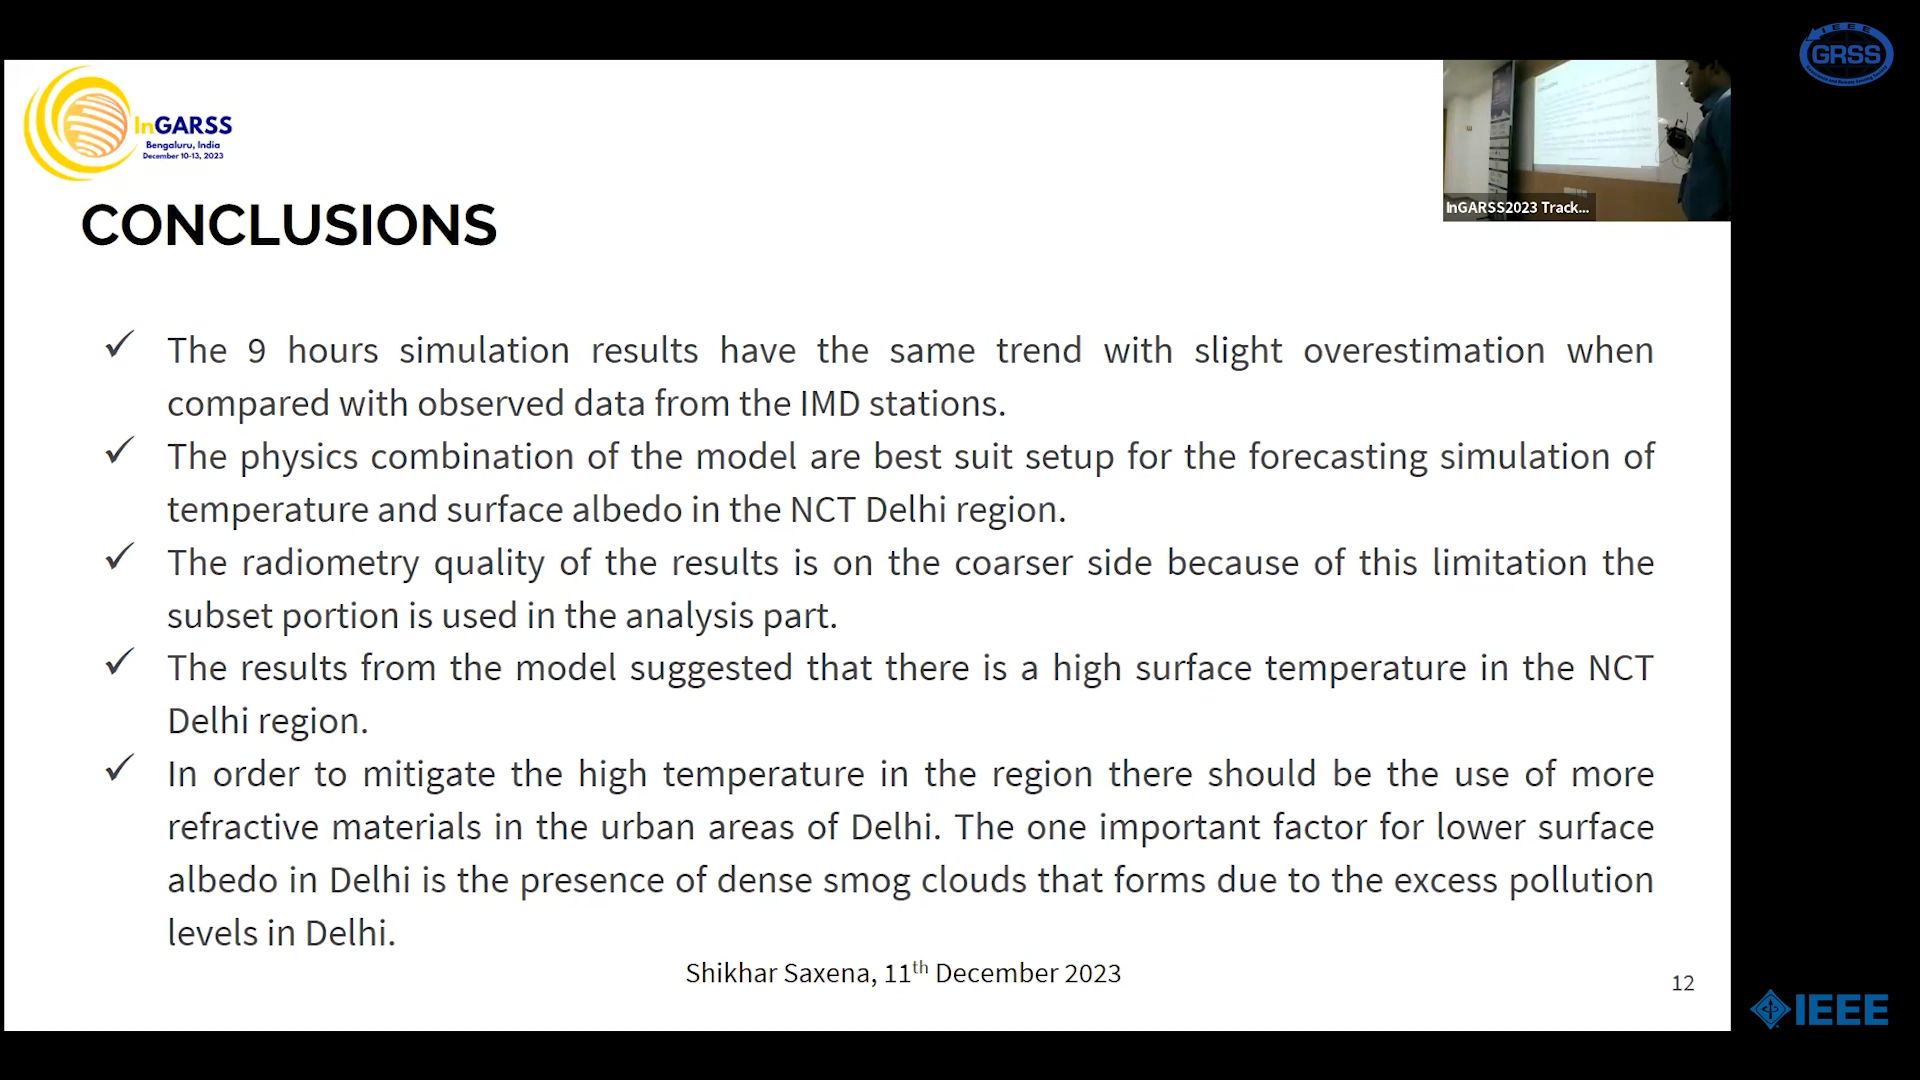 InGARSS
Bengaluru, India
December 10-13, 2023
IEEE
GRSS
InGARSS2023 Track...
CONCLUSIONS
✓ The 9 hours simulation results have the same trend with slight overestimation when
compared with observed data from the IMD stations.
✓ The physics combination of the model are best suit setup for the forecasting simulation of
temperature and surface albedo in the NCT Delhi region.
✓ The radiometry quality of the results is on the coarser side because of this limitation the
subset portion is used in the analysis part.
✓ The results from the model suggested that there is a high surface temperature in the NCT
Delhi region.
✓ In order to mitigate the high temperature in the region there should be the use of more
refractive materials in the urban areas of Delhi. The one important factor for lower surface
albedo in Delhi is the presence of dense smog clouds that forms due to the excess pollution
levels in Delhi.
Shikhar Saxena, 11th December 2023
12
IEEE